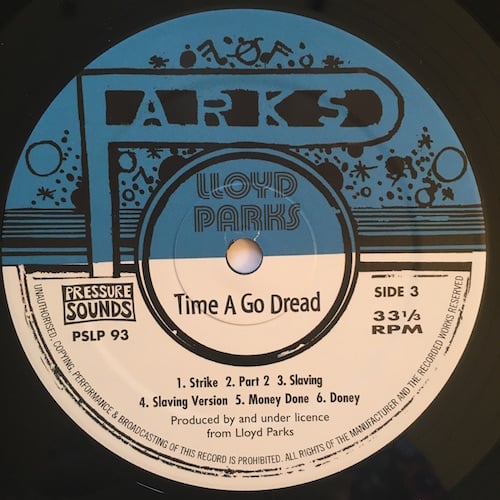 PARKS
LLOYD
PARKS
PRESSURE
SOUNDS
PSLP 93
Time A Go Dread
SIDE 3
33 1/3
RPM
1. Strike 2. Part 2 3. Slaving
4. Slaving Version 5. Money Done 6. Doney
Produced by and under licence
from Lloyd Parks
UNAUTHORISED, COPYING, PERFORMANCE & BROADCASTING OF THIS RECORD IS PROHIBITED. ALL RIGHTS OF THE MANUFACTURER AND THE RECORDED WORKS RESERVED